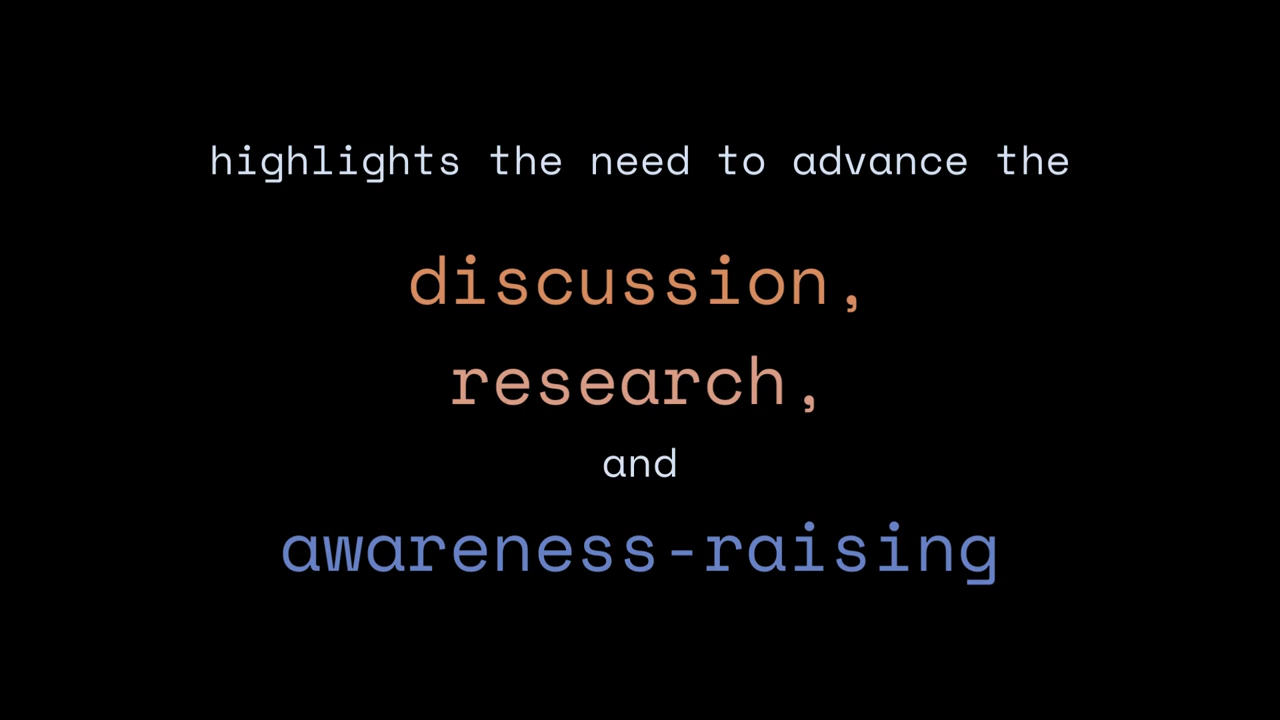 highlights the need to advance the
discussion,
research,
and
awareness-raising